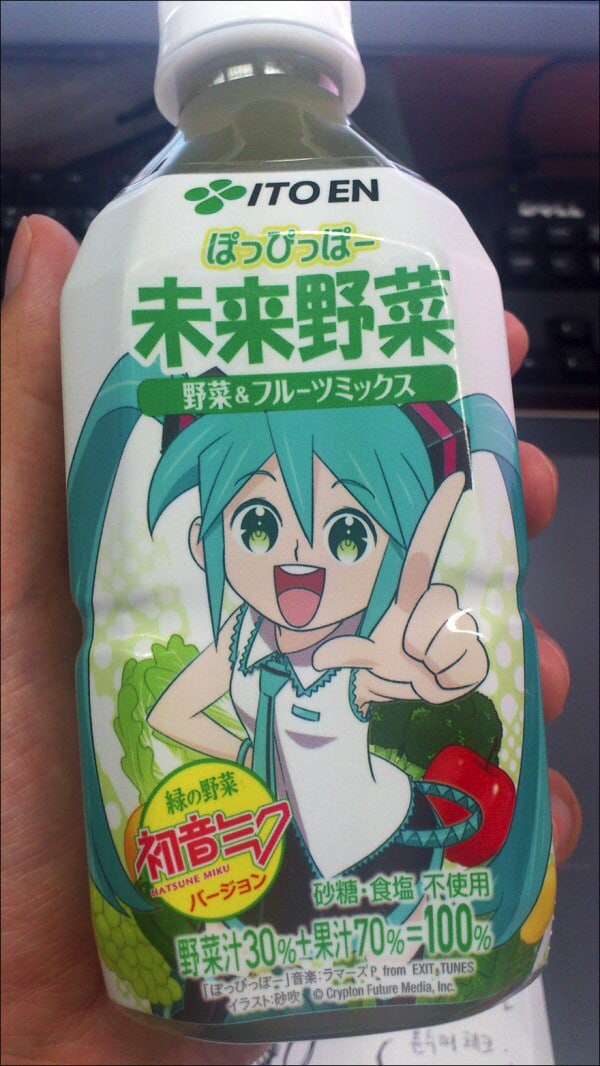 ITO EN
ぽっぴっぽー
未来野菜
野菜&フルーツミックス
緑の野菜
初音ミク
HATSUNE MIKU
バージョン
砂糖・食塩 不使用
野菜汁30%+果汁70%=100%
「ぽっぴっぽー」音楽:ラマーズP from EXIT TUNES
イラスト:砂吹 © Crypton Future Media, Inc.
DELL